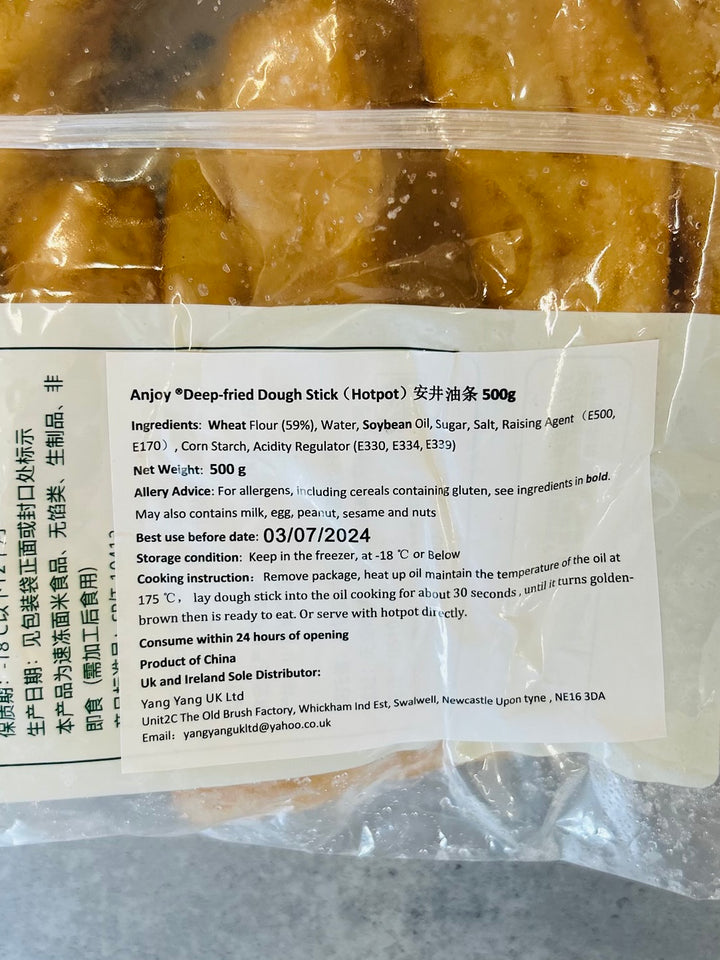 Anjoy ®Deep-fried Dough Stick（Hotpot）安井油条 500g
Ingredients: Wheat Flour (59%), Water, Soybean Oil, Sugar, Salt, Raising Agent （E500,
E170）, Corn Starch, Acidity Regulator (E330, E334, E339)
Net Weight: 500 g
Allery Advice: For allergens, including cereals containing gluten, see ingredients in bold.
May also contains milk, egg, peanut, sesame and nuts
Best use before date: 03/07/2024
Storage condition: Keep in the freezer, at -18 ℃ or Below
Cooking instruction： Remove package, heat up oil maintain the temperature of the oil at
175 ℃， lay dough stick into the oil cooking for about 30 seconds, until it turns golden-
brown then is ready to eat. Or serve with hotpot directly.
Consume within 24 hours of opening
Product of China
Uk and Ireland Sole Distributor:
Yang Yang UK Ltd
Unit2C The Old Brush Factory, Whickham Ind Est, Swalwell, Newcastle Upon tyne , NE16 3DA
Email： yangyangukltd@yahoo.co.uk
生产日期：见包装袋正面或封口处标示
本产品为速冻面米食品、无馅类、生制品、非
即食（需加工后食用）